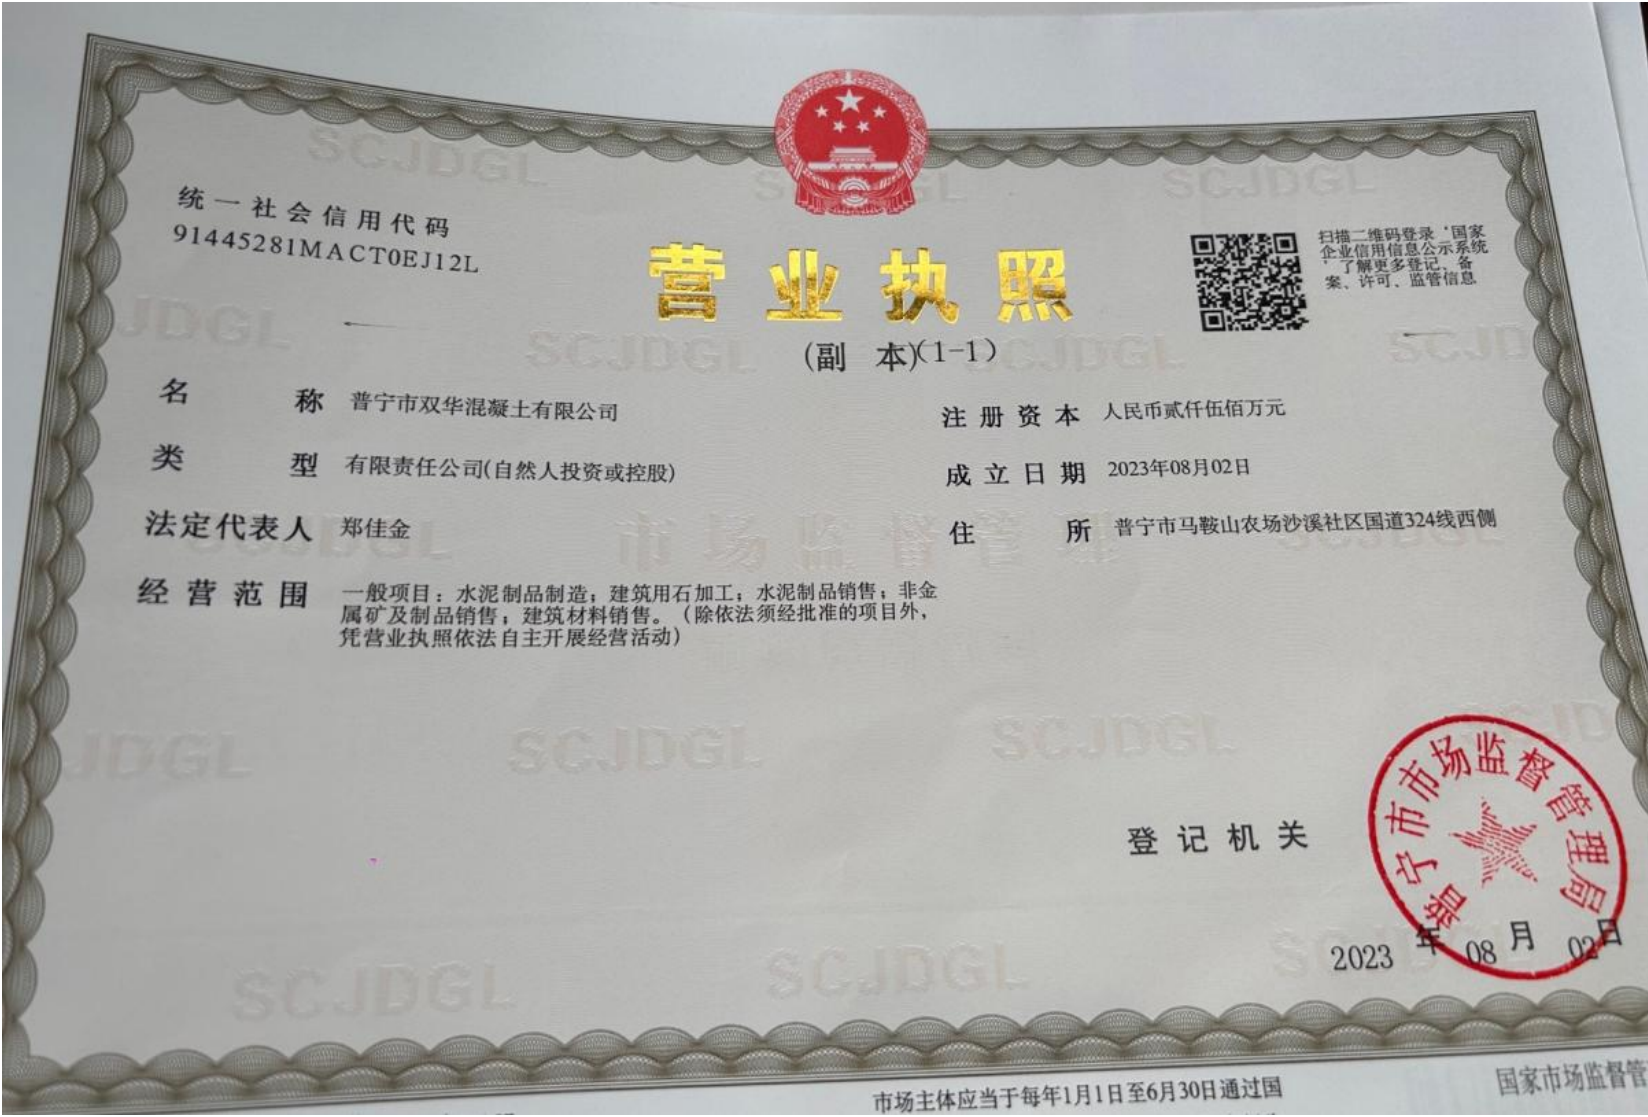 统一社会信用代码
91445281MACT0EJ12L
营业执照
(副 本)(1-1)
扫描二维码登录‘国家
企业信用信息公示系统
’了解更多登记、备
案、许可、监管信息
名 称 普宁市双华混凝土有限公司
类 型 有限责任公司(自然人投资或控股)
法定代表人 郑佳金
经营范围 一般项目：水泥制品制造；建筑用石加工；水泥制品销售；非金
属矿及制品销售；建筑材料销售。（除依法须经批准的项目外，
凭营业执照依法自主开展经营活动）
注册资本 人民币贰仟伍佰万元
成立日期 2023年08月02日
住 所 普宁市马鞍山农场沙溪社区国道324线西侧
登记机关
普宁市市场监督管理局
2023 年 08 月 02 日
市场主体应当于每年1月1日至6月30日通过国
国家市场监督管
SCJDGL
市场监督管理